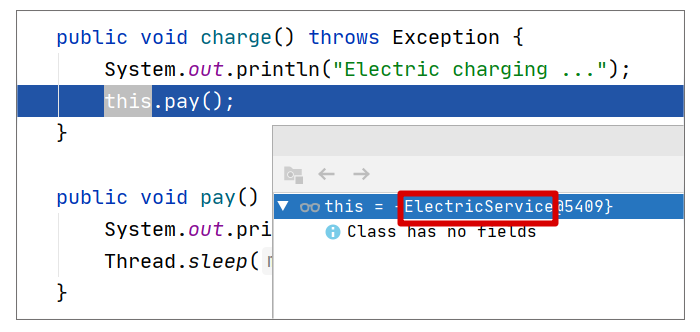 public void charge() throws Exception {
System.out.println("Electric charging ...");
this.pay();
}
public void pay()
System.out.pri
Thread.sleep(
}
this = {ElectricService@5409}
Class has no fields